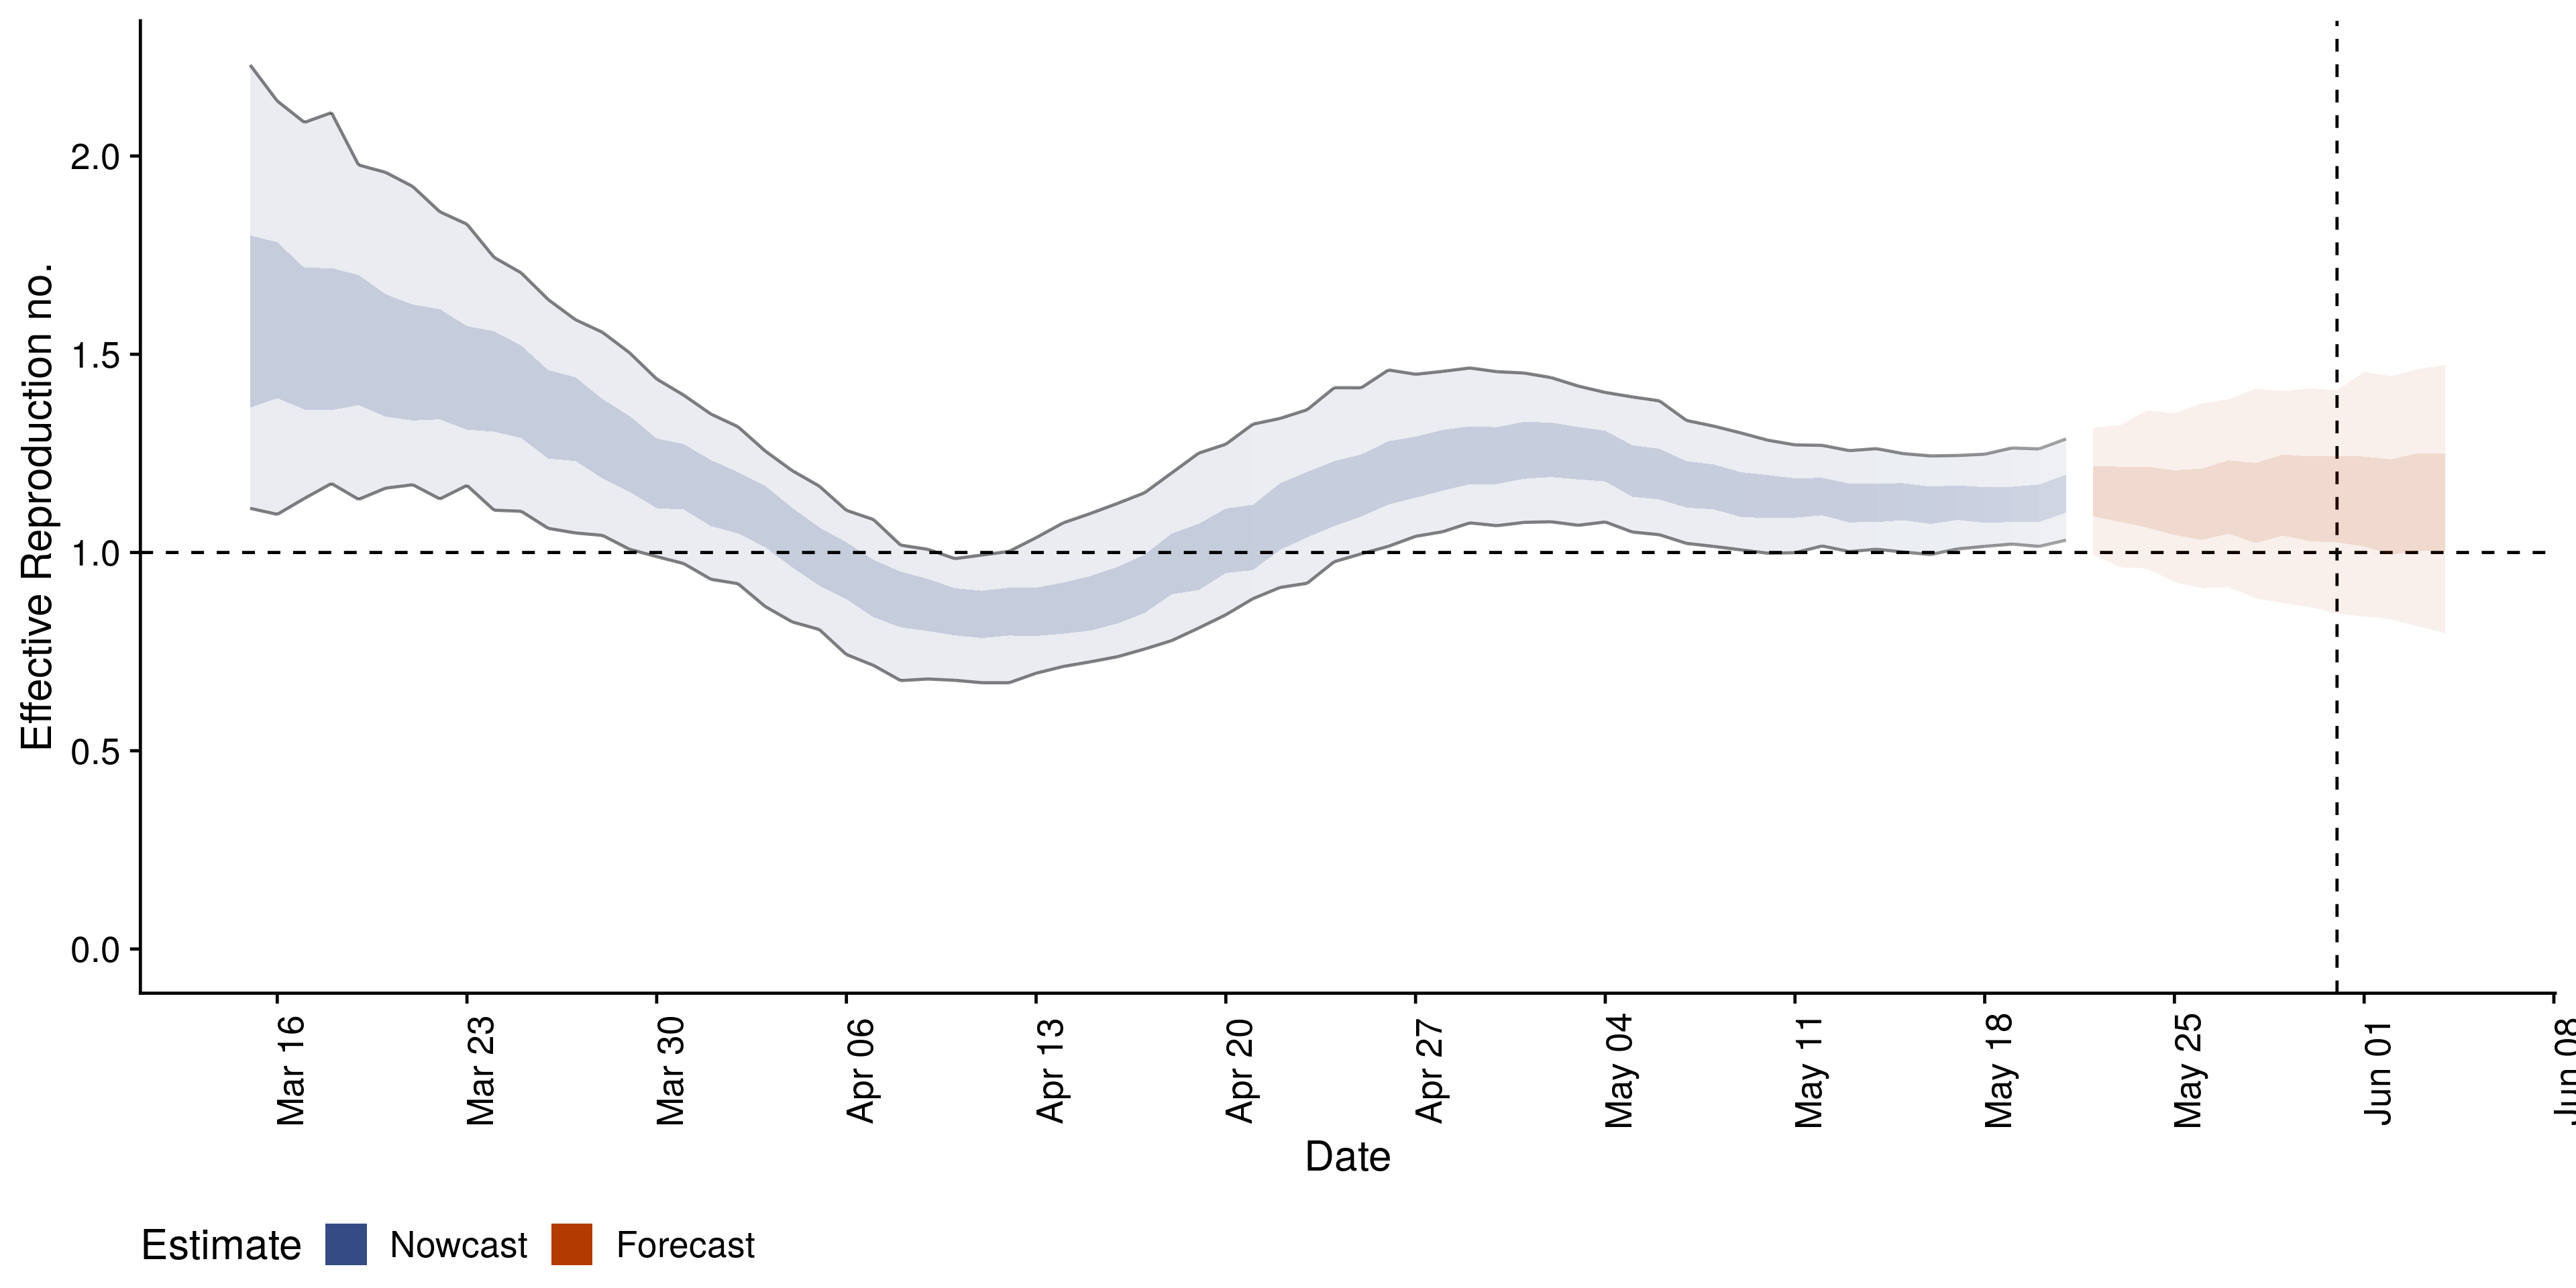 Effective Reproduction no.
2.0
1.5
1.0
0.5
0.0
Mar 16
Mar 23
Mar 30
Apr 06
Apr 13
Apr 20
Apr 27
May 04
May 11
May 18
May 25
Jun 01
Jun 08
Date
Estimate Nowcast Forecast